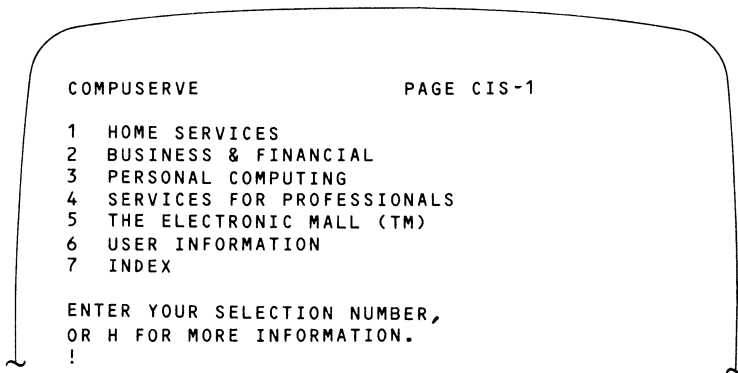 COMPUSERVE PAGE CIS-1
1 HOME SERVICES
2 BUSINESS & FINANCIAL
3 PERSONAL COMPUTING
4 SERVICES FOR PROFESSIONALS
5 THE ELECTRONIC MALL (TM)
6 USER INFORMATION
7 INDEX
ENTER YOUR SELECTION NUMBER,
OR H FOR MORE INFORMATION.
!